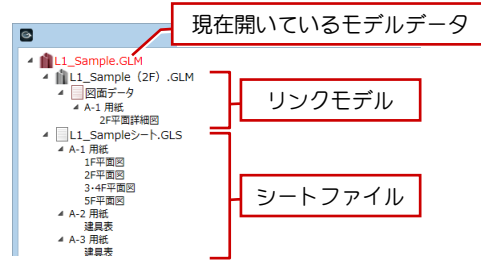 現在開いているモデルデータ
L1_Sample.GLM
L1_Sample（2F）.GLM
図面データ
A-1 用紙
2F平面詳細図
リンクモデル
L1_Sampleシート.GLS
A-1 用紙
1F平面図
2F平面図
3・4F平面図
5F平面図
シートファイル
A-2 用紙
建具表
A-3 用紙
建具表